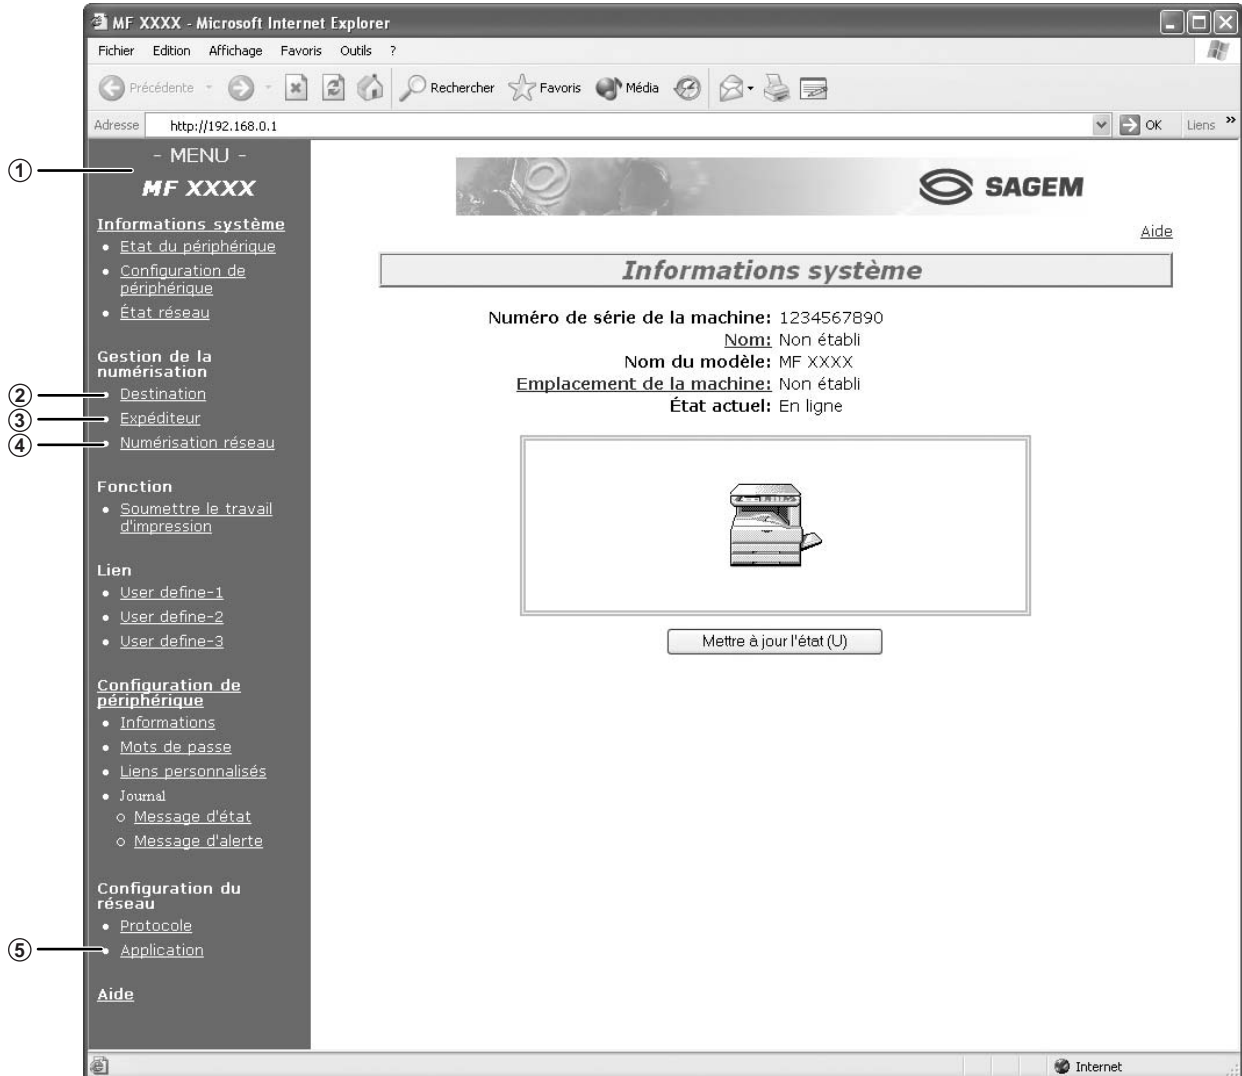 MF XXXX - Microsoft Internet Explorer
Fichier Edition Affichage Favoris Outils ?
Précédente Rechercher Favoris Média
Adresse http://192.168.0.1 OK Liens »
- MENU -
MF XXXX
Informations système
• Etat du périphérique
• Configuration de
périphérique
• État réseau
Gestion de la
numérisation
• Destination
• Expéditeur
• Numérisation réseau
Fonction
• Soumettre le travail
d'impression
Lien
• User define-1
• User define-2
• User define-3
Configuration de
périphérique
• Informations
• Mots de passe
• Liens personnalisés
• Journal
○ Message d'état
○ Message d'alerte
Configuration du
réseau
• Protocole
• Application
Aide
1
2
3
4
5
SAGEM
Aide
Informations système
Numéro de série de la machine: 1234567890
Nom: Non établi
Nom du modèle: MF XXXX
Emplacement de la machine: Non établi
État actuel: En ligne
Mettre à jour l'état (U)
Internet